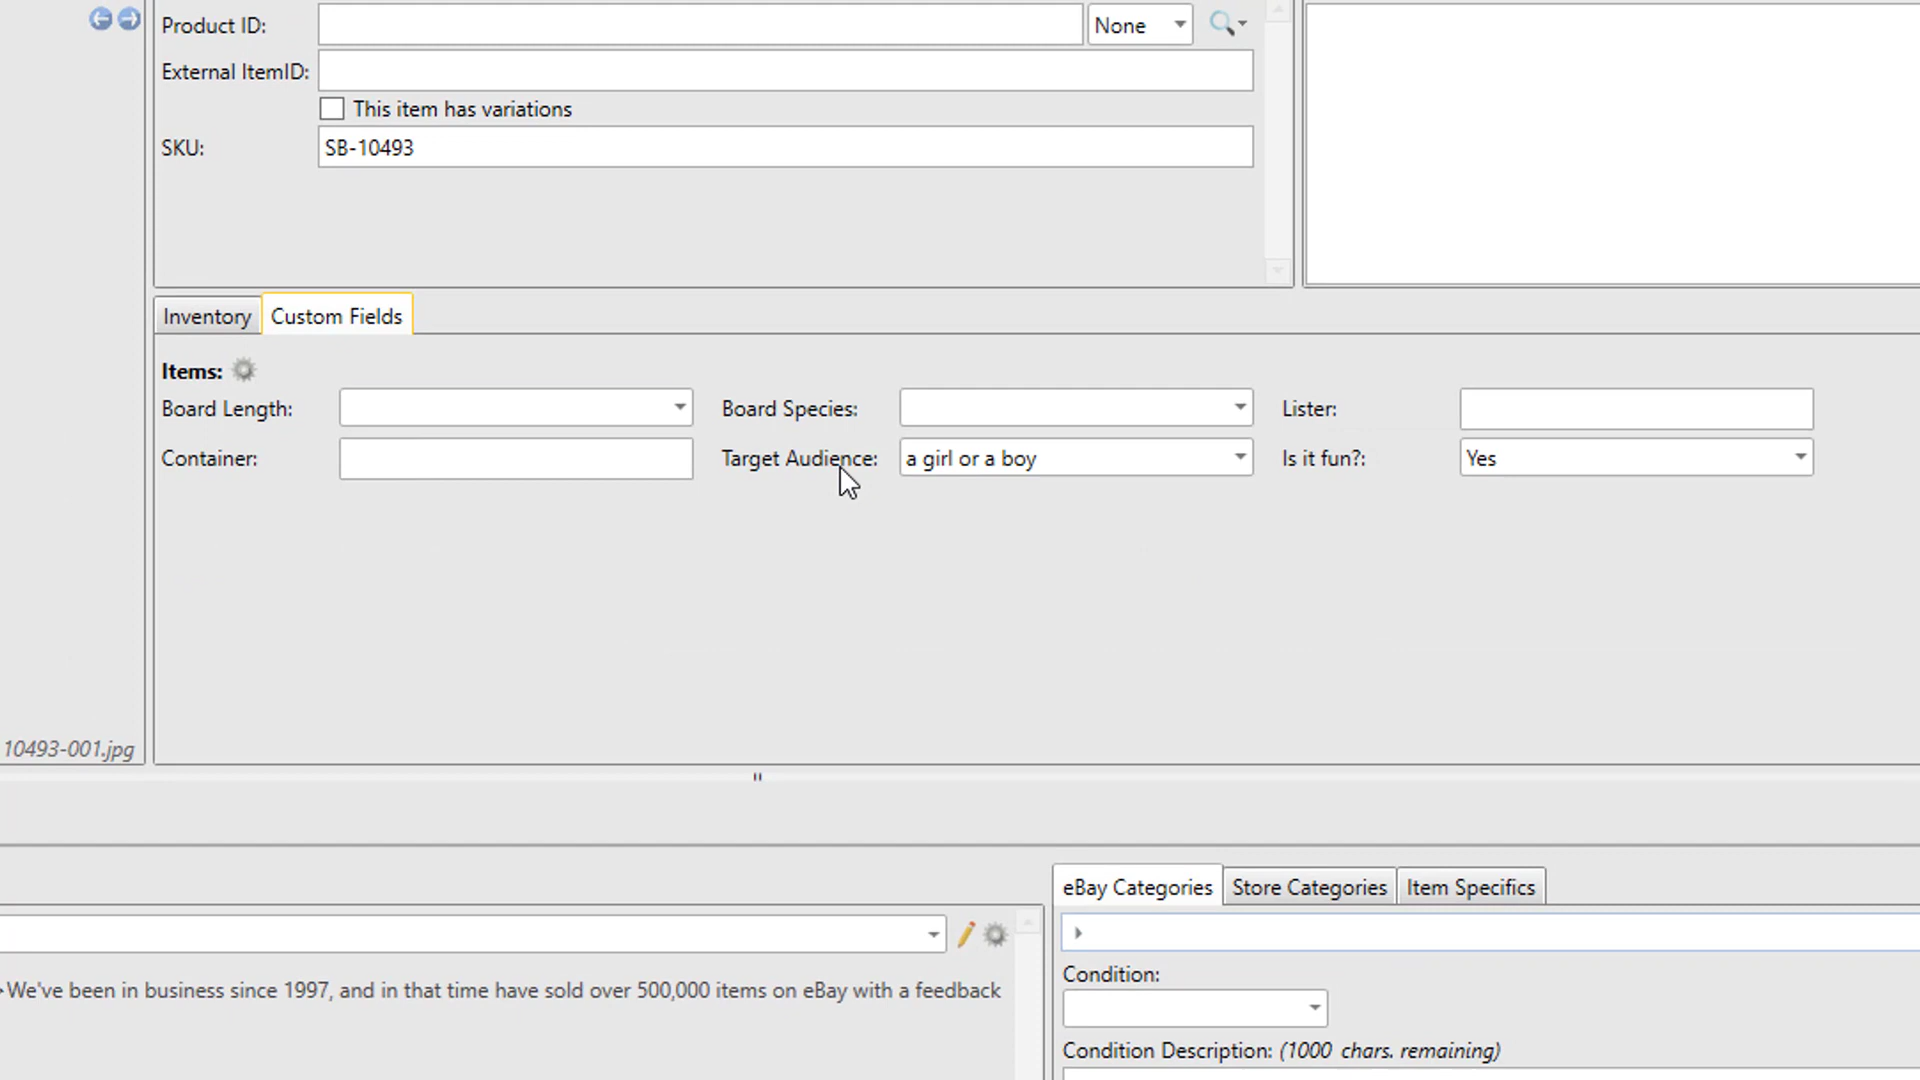 Product ID:
None
External ItemID:
This item has variations
SKU:
SB-10493
Inventory
Custom Fields
Items:
Board Length:
Board Species:
Lister:
Container:
Target Audience:
a girl or a boy
Is it fun?:
Yes
10493-001.jpg
eBay Categories
Store Categories
Item Specifics
We've been in business since 1997, and in that time have sold over 500,000 items on eBay with a feedback
Condition:
Condition Description: (1000 chars. remaining)